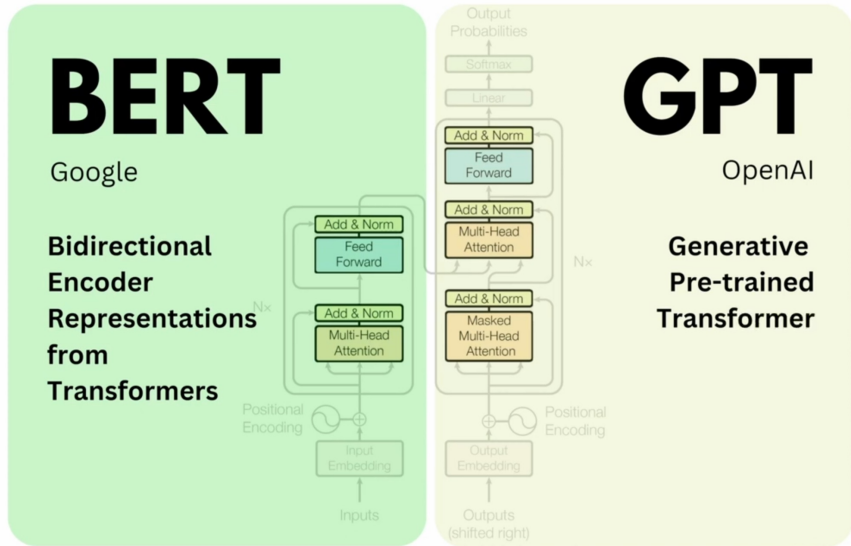 BERT
Google
Bidirectional
Encoder
Representations
from
Transformers
Add & Norm
Feed
Forward
Add & Norm
Multi-Head
Attention
N×
Positional
Encoding
Input
Embedding
Inputs
GPT
OpenAI
Generative
Pre-trained
Transformer
Output
Probabilities
Softmax
Linear
Add & Norm
Feed
Forward
Add & Norm
Multi-Head
Attention
N×
Add & Norm
Masked
Multi-Head
Attention
Positional
Encoding
Output
Embedding
Outputs
(shifted right)